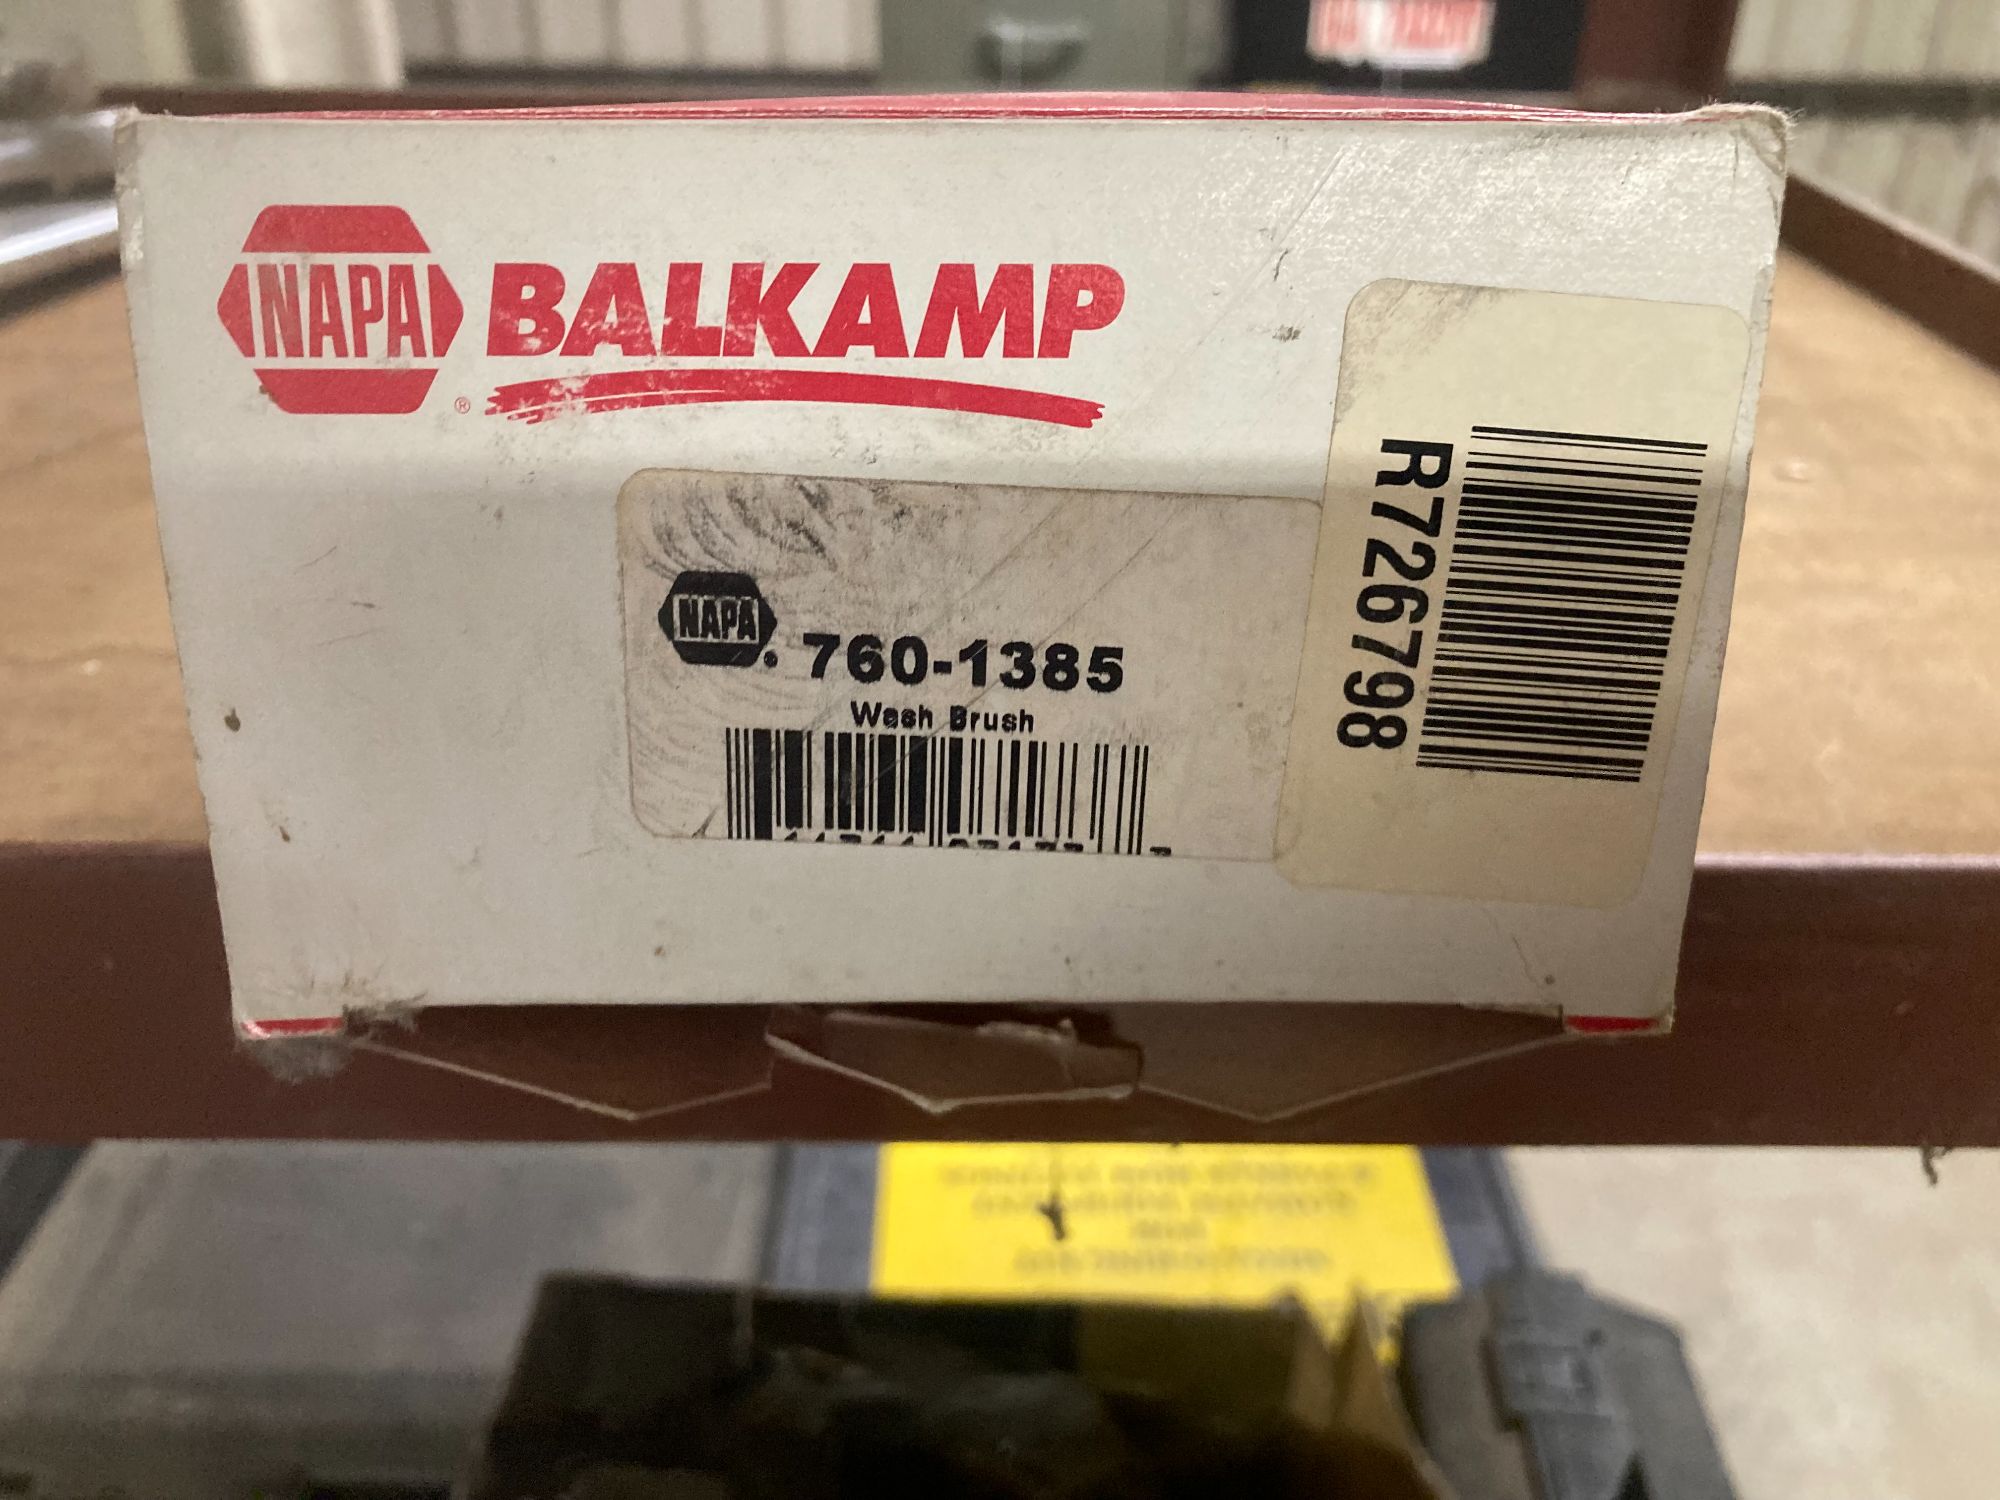 NAPA BALKAMP
®
NAPA 760-1385
Wash Brush
R726798